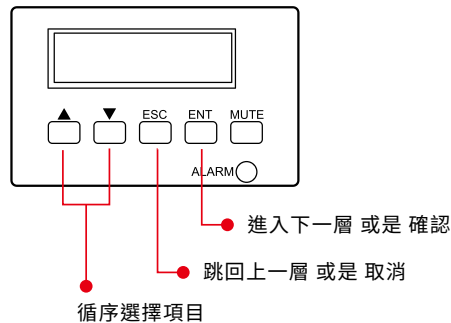 ▲ ▼ ESC ENT MUTE
ALARM
進入下一層 或是 確認
跳回上一層 或是 取消
循序選擇項目